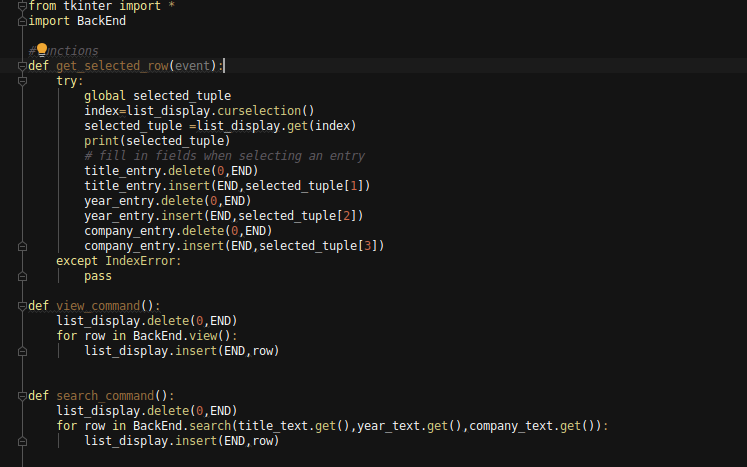 from tkinter import *
import BackEnd
#functions
def get_selected_row(event):
try:
global selected_tuple
index=list_display.curselection()
selected_tuple =list_display.get(index)
print(selected_tuple)
# fill in fields when selecting an entry
title_entry.delete(0,END)
title_entry.insert(END,selected_tuple[1])
year_entry.delete(0,END)
year_entry.insert(END,selected_tuple[2])
company_entry.delete(0,END)
company_entry.insert(END,selected_tuple[3])
except IndexError:
pass
def view_command():
list_display.delete(0,END)
for row in BackEnd.view():
list_display.insert(END,row)
def search_command():
list_display.delete(0,END)
for row in BackEnd.search(title_text.get(),year_text.get(),company_text.get()):
list_display.insert(END,row)